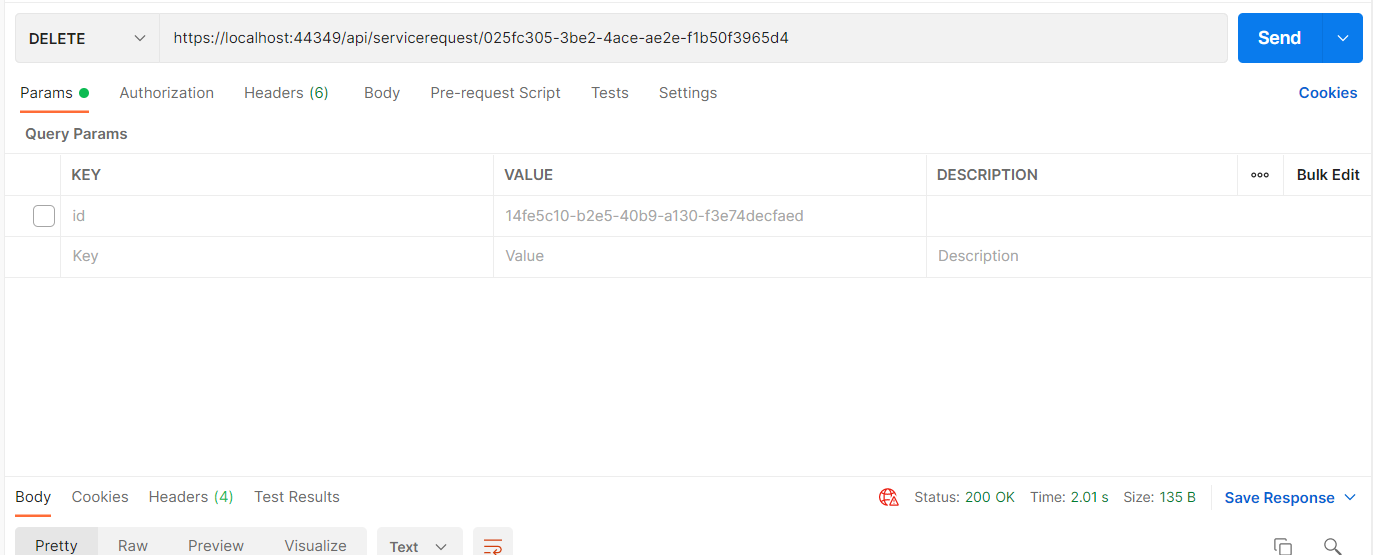 DELETE https://localhost:44349/api/servicerequest/025fc305-3be2-4ace-ae2e-f1b50f3965d4 Send
Params Authorization Headers (6) Body Pre-request Script Tests Settings Cookies
Query Params
KEY VALUE DESCRIPTION Bulk Edit
id 14fe5c10-b2e5-40b9-a130-f3e74decfaed
Key Value Description
Body Cookies Headers (4) Test Results Status: 200 OK Time: 2.01 s Size: 135 B Save Response
Pretty Raw Preview Visualize Text